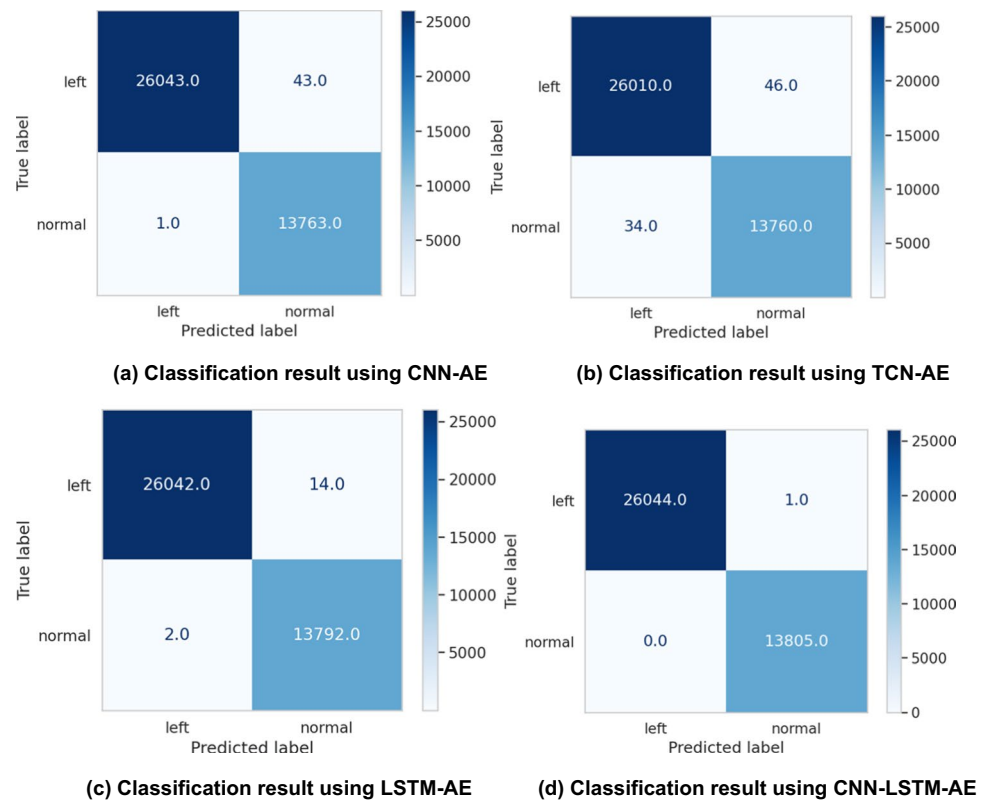 25000
left
26043.0
43.0
20000
15000
True label
10000
normal
1.0
13763.0
5000
left
normal
Predicted label
(a) Classification result using CNN-AE
25000
left
26010.0
46.0
20000
15000
True label
10000
normal
34.0
13760.0
5000
left
normal
Predicted label
(b) Classification result using TCN-AE
25000
left
26042.0
14.0
20000
15000
True label
10000
normal
2.0
13792.0
5000
left
normal
Predicted label
(c) Classification result using LSTM-AE
25000
left
26044.0
1.0
20000
15000
True label
10000
normal
0.0
13805.0
5000
0
left
normal
Predicted label
(d) Classification result using CNN-LSTM-AE